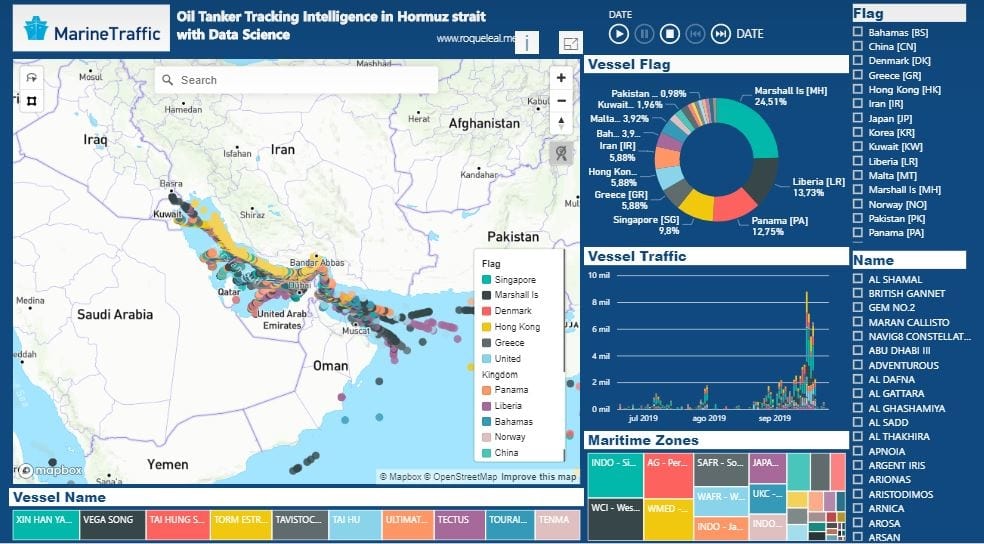 MarineTraffic
Oil Tanker Tracking Intelligence in Hormuz strait
with Data Science
www.roqueleal.me
i
DATE
DATE
Flag
Bahamas [BS]
China [CN]
Denmark [DK]
Greece [GR]
Hong Kong [HK]
Iran [IR]
Japan [JP]
Korea [KR]
Kuwait [KW]
Liberia [LR]
Malta [MT]
Marshall Is [MH]
Norway [NO]
Pakistan [PK]
Panama [PA]
Search
Mosul
Mashhad
Hamedan
Herat
Kabul
Afghanistan
Iraq
Isfahan
Iran
Kandahar
Basra
Kuwait
Shiraz
Pakistan
Bandar Abbas
Qatar
Dubai
Medina
Saudi Arabia
United Arab
Emirates
Muscat
Oman
Yemen
Sana'a
Flag
Singapore
Marshall Is
Denmark
Hong Kong
Greece
United
Kingdom
Panama
Liberia
Bahamas
Norway
China
mapbox
© Mapbox © OpenStreetMap Improve this map
Vessel Flag
Pakistan ... 0,98%
Kuwait... 1,96%
Malta... 3,92%
Bah... 3,9...
Iran [IR]
5,88%
Hong Kon...
5,88%
Greece [GR]
5,88%
Singapore [SG]
9,8%
Marshall Is [MH]
24,51%
Liberia [LR]
13,73%
Panama [PA]
12,75%
Vessel Traffic
10 mil
8 mil
6 mil
4 mil
2 mil
0 mil
jul 2019
ago 2019
sep 2019
Maritime Zones
INDO - Si...
AG - Per...
SAFR - So...
JAPA...
WCI - Wes...
WMED - ...
WAFR - W...
UKC -...
INDO - Ja...
INDO...
Name
AL SHAMAL
BRITISH GANNET
GEM NO.2
MARAN CALLISTO
NAVIG8 CONSTELLAT...
ABU DHABI III
ADVENTUROUS
AL DAFNA
AL GATTARA
AL GHASHAMIYA
AL SADD
AL THAKHIRA
APNOIA
ARGENT IRIS
ARIONAS
ARISTODIMOS
ARNICA
AROSA
ARSAN
Vessel Name
XIN HAN YA...
VEGA SONG
TAI HUNG S...
TORM ESTR...
TAVISTOC...
TAI HU
ULTIMAT...
TECTUS
TOURAI...
TENMA